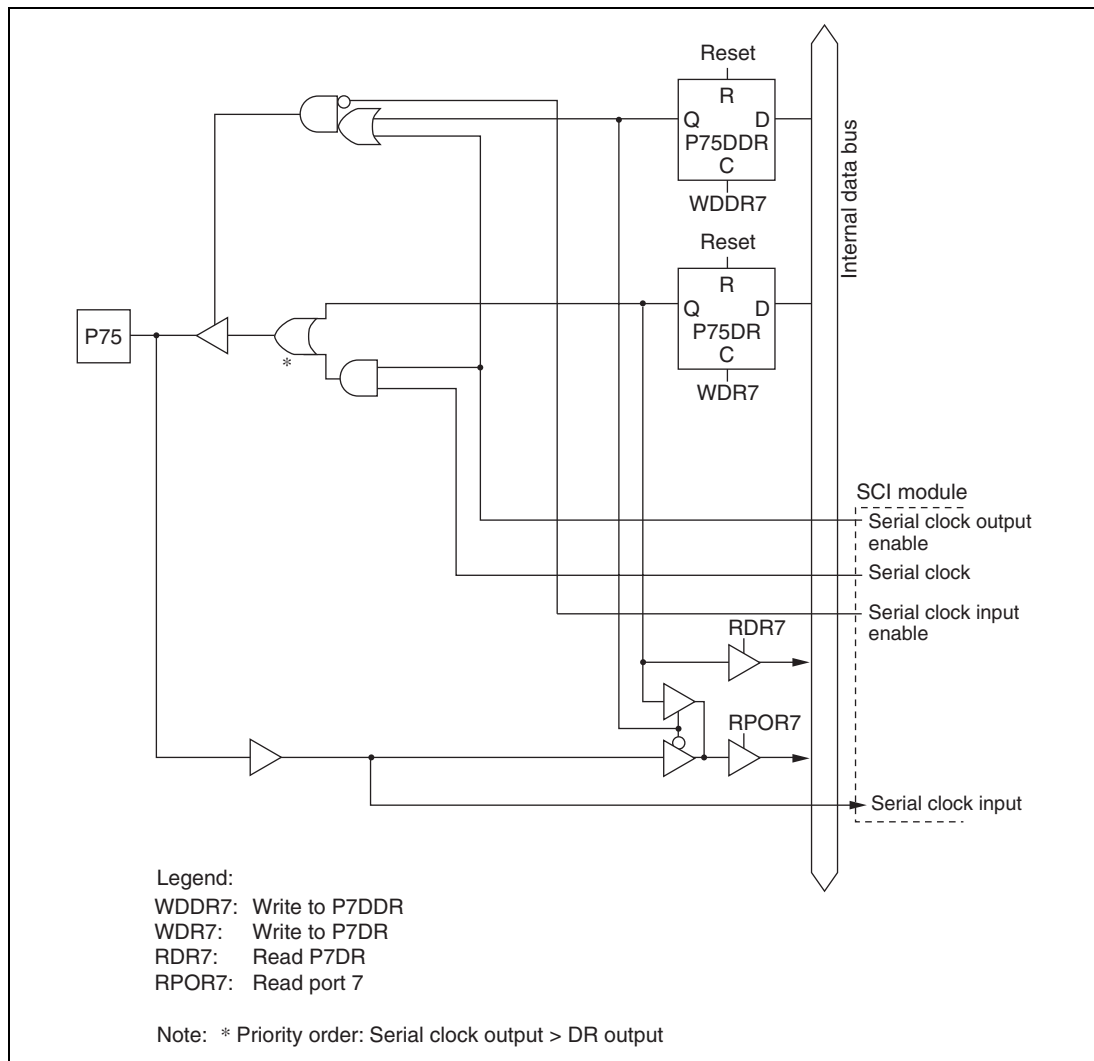 Reset
R
Q D
P75DDR
C
WDDR7
Reset
R
Q D
P75DR
C
WDR7
Internal data bus
P75
*
SCI module
Serial clock output
enable
Serial clock
Serial clock input
enable
RDR7
RPOR7
Serial clock input
Legend:
WDDR7: Write to P7DDR
WDR7: Write to P7DR
RDR7: Read P7DR
RPOR7: Read port 7
Note: * Priority order: Serial clock output > DR output